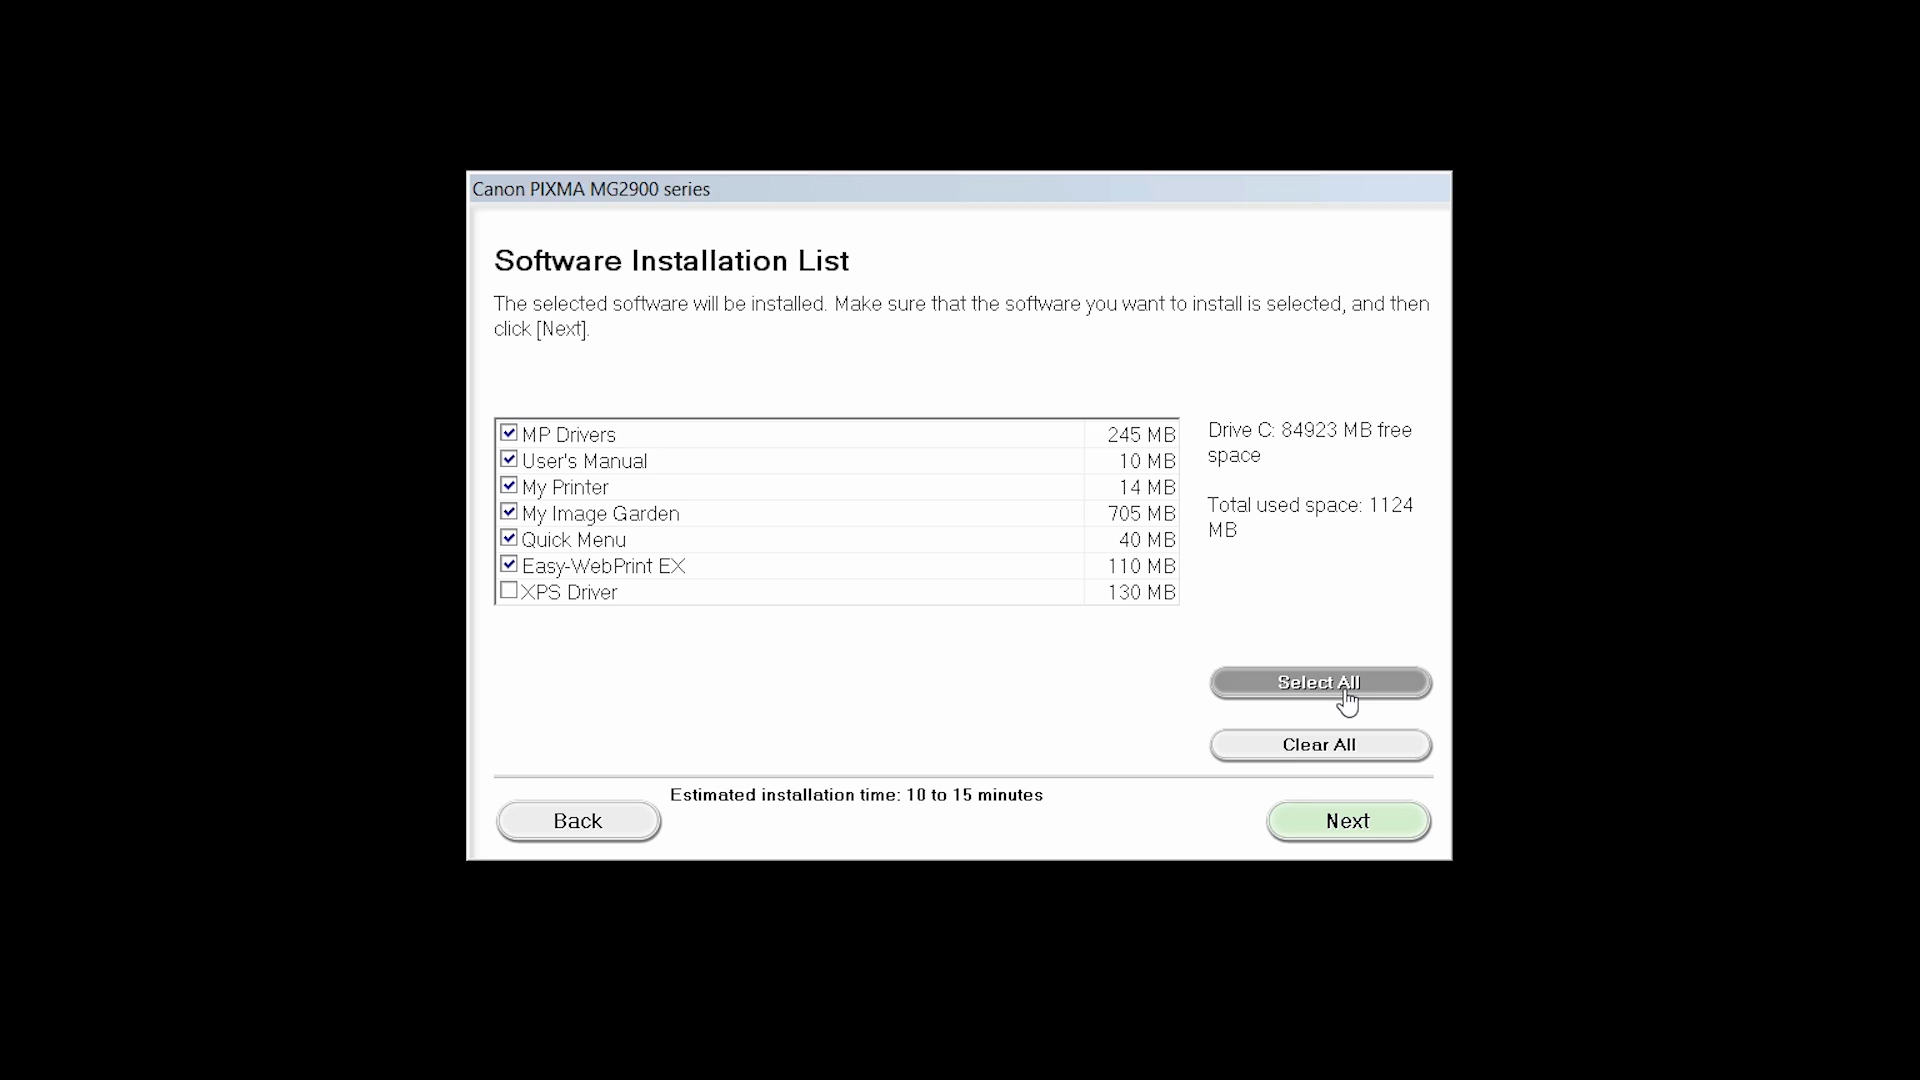 Canon PIXMA MG2900 series
Software Installation List
The selected software will be installed. Make sure that the software you want to install is selected, and then
click [Next].
MP Drivers 245 MB
User's Manual 10 MB
My Printer 14 MB
My Image Garden 705 MB
Quick Menu 40 MB
Easy-WebPrint EX 110 MB
XPS Driver 130 MB
Drive C: 84923 MB free
space
Total used space: 1124
MB
Select All
Clear All
Estimated installation time: 10 to 15 minutes
Back
Next